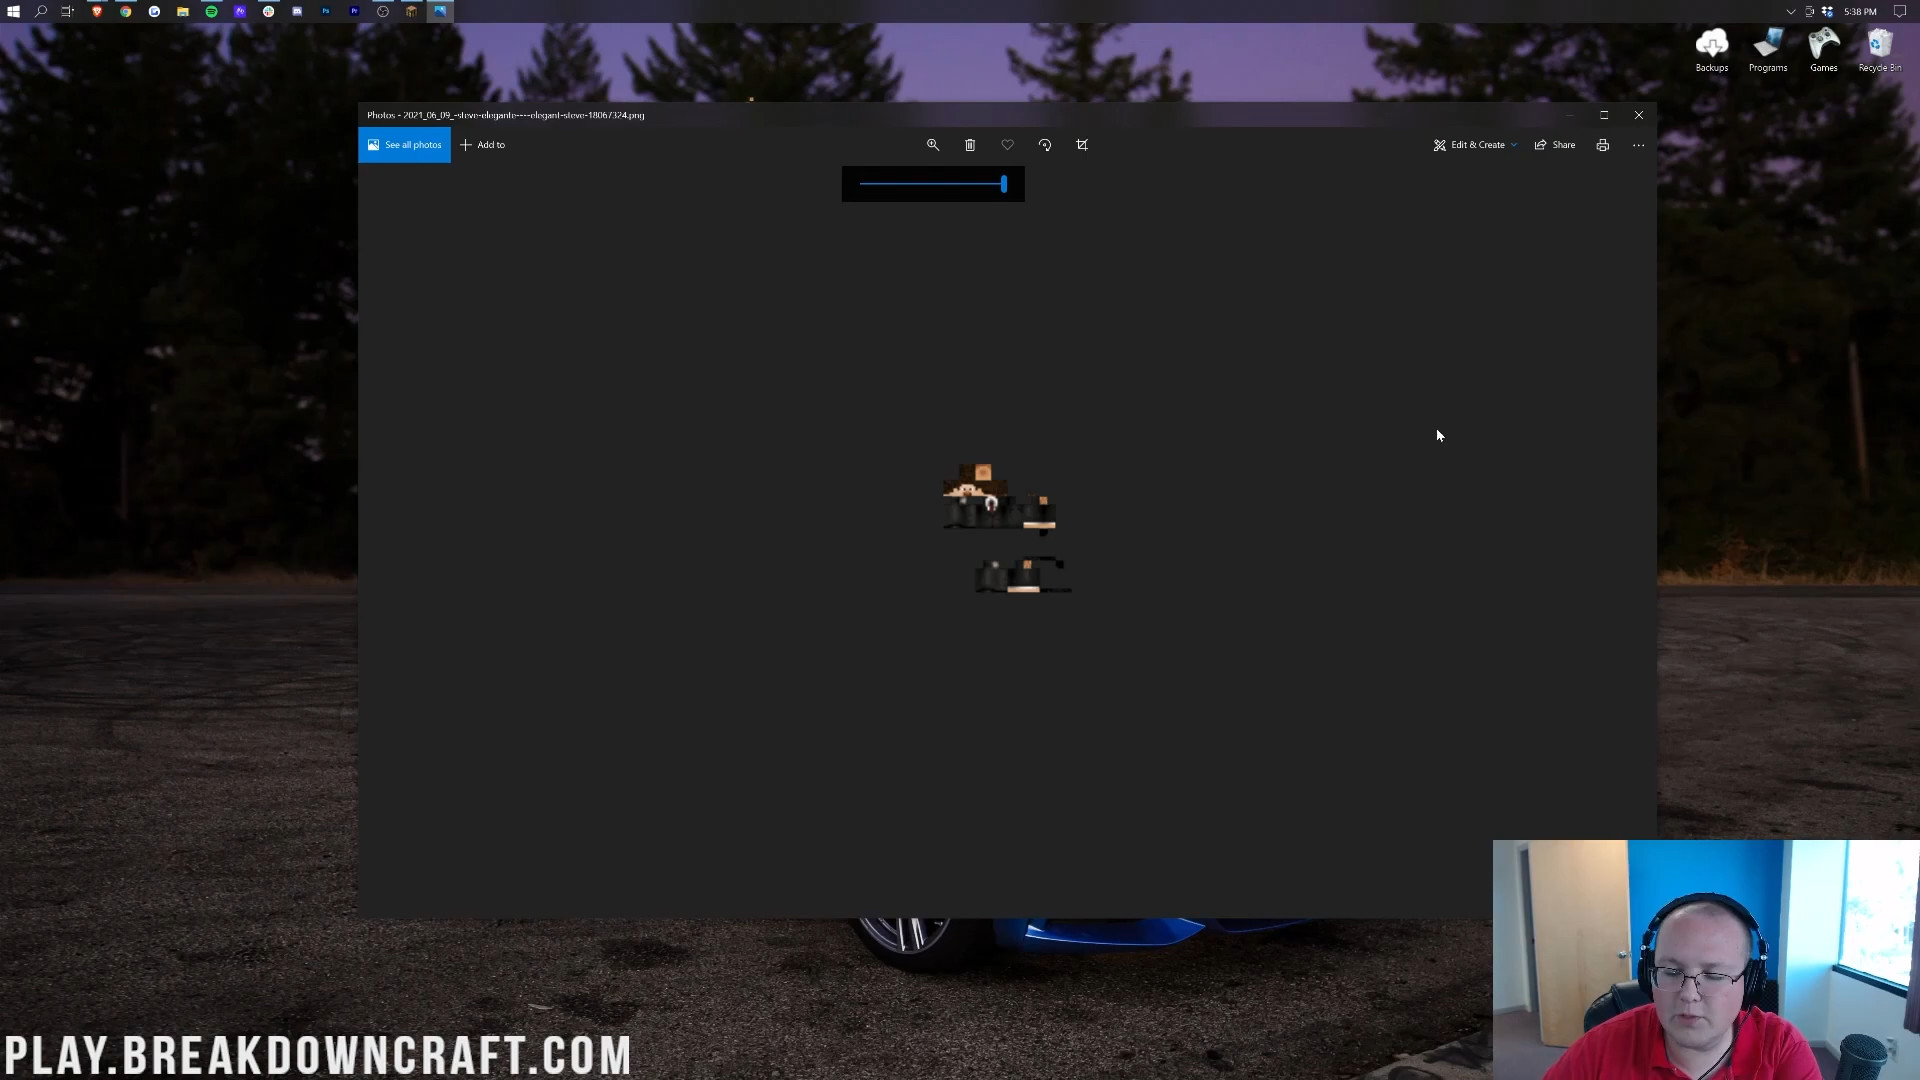 5:38 PM
Backups
Programs
Games
Recycle Bin
Photos - 2021_06_09_-steve-elegante----elegant-steve-18067324.png
See all photos
Add to
Edit & Create
Share
PLAY.BREAKDOWNCRAFT.COM